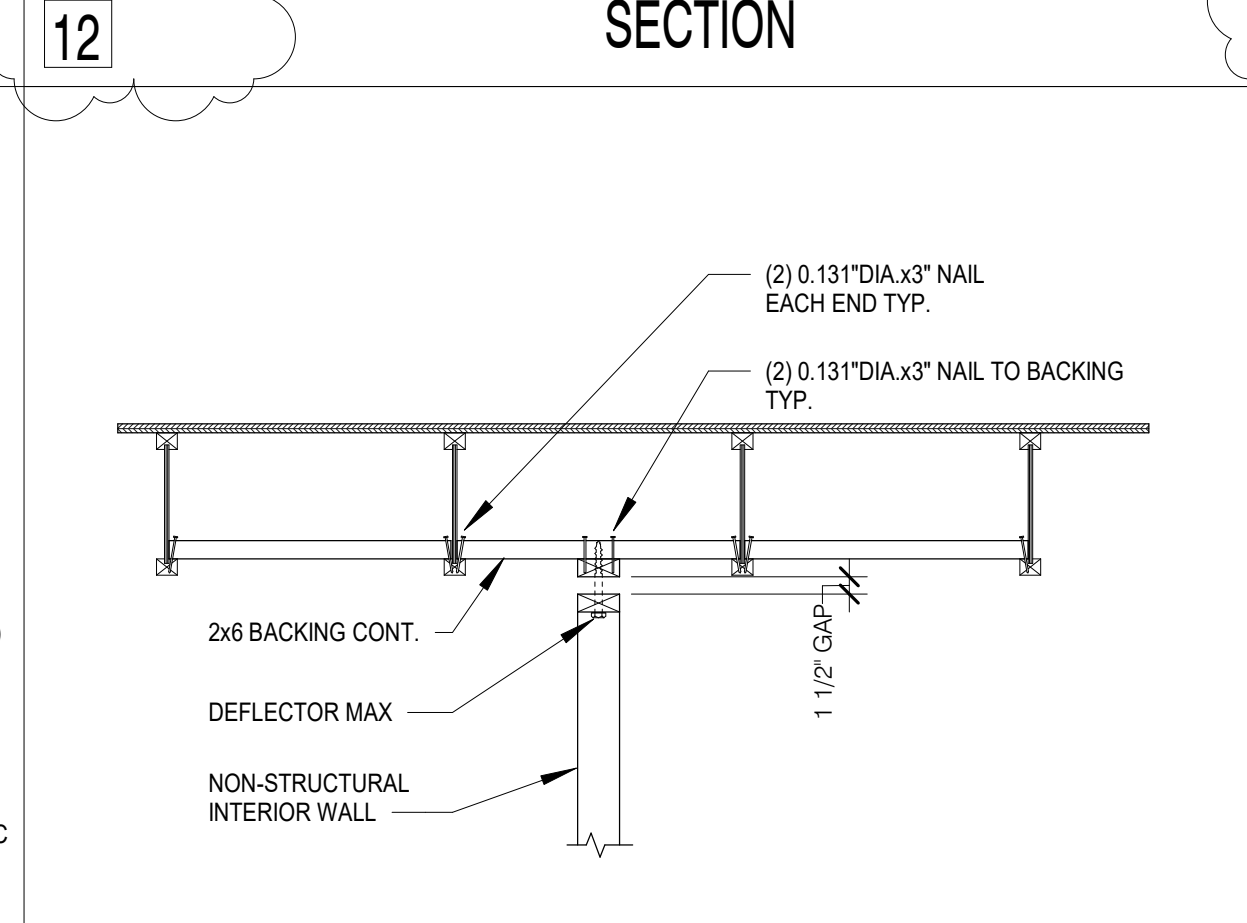 12
SECTION
(2) 0.131"DIA.x3" NAIL
EACH END TYP.
(2) 0.131"DIA.x3" NAIL TO BACKING
TYP.
2x6 BACKING CONT.
1 1/2" GAP
DEFLECTOR MAX
NON-STRUCTURAL
INTERIOR WALL
C